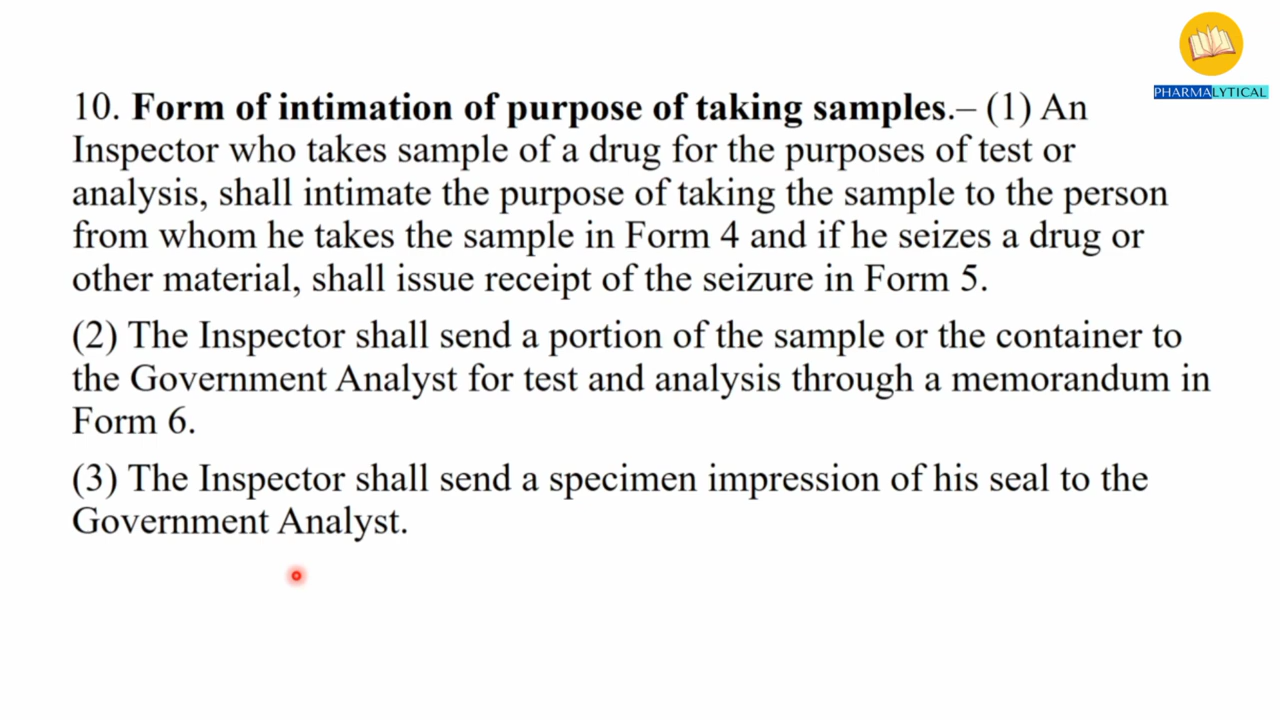 PHARMALYTICAL
10. Form of intimation of purpose of taking samples.– (1) An
Inspector who takes sample of a drug for the purposes of test or
analysis, shall intimate the purpose of taking the sample to the person
from whom he takes the sample in Form 4 and if he seizes a drug or
other material, shall issue receipt of the seizure in Form 5.
(2) The Inspector shall send a portion of the sample or the container to
the Government Analyst for test and analysis through a memorandum in
Form 6.
(3) The Inspector shall send a specimen impression of his seal to the
Government Analyst.